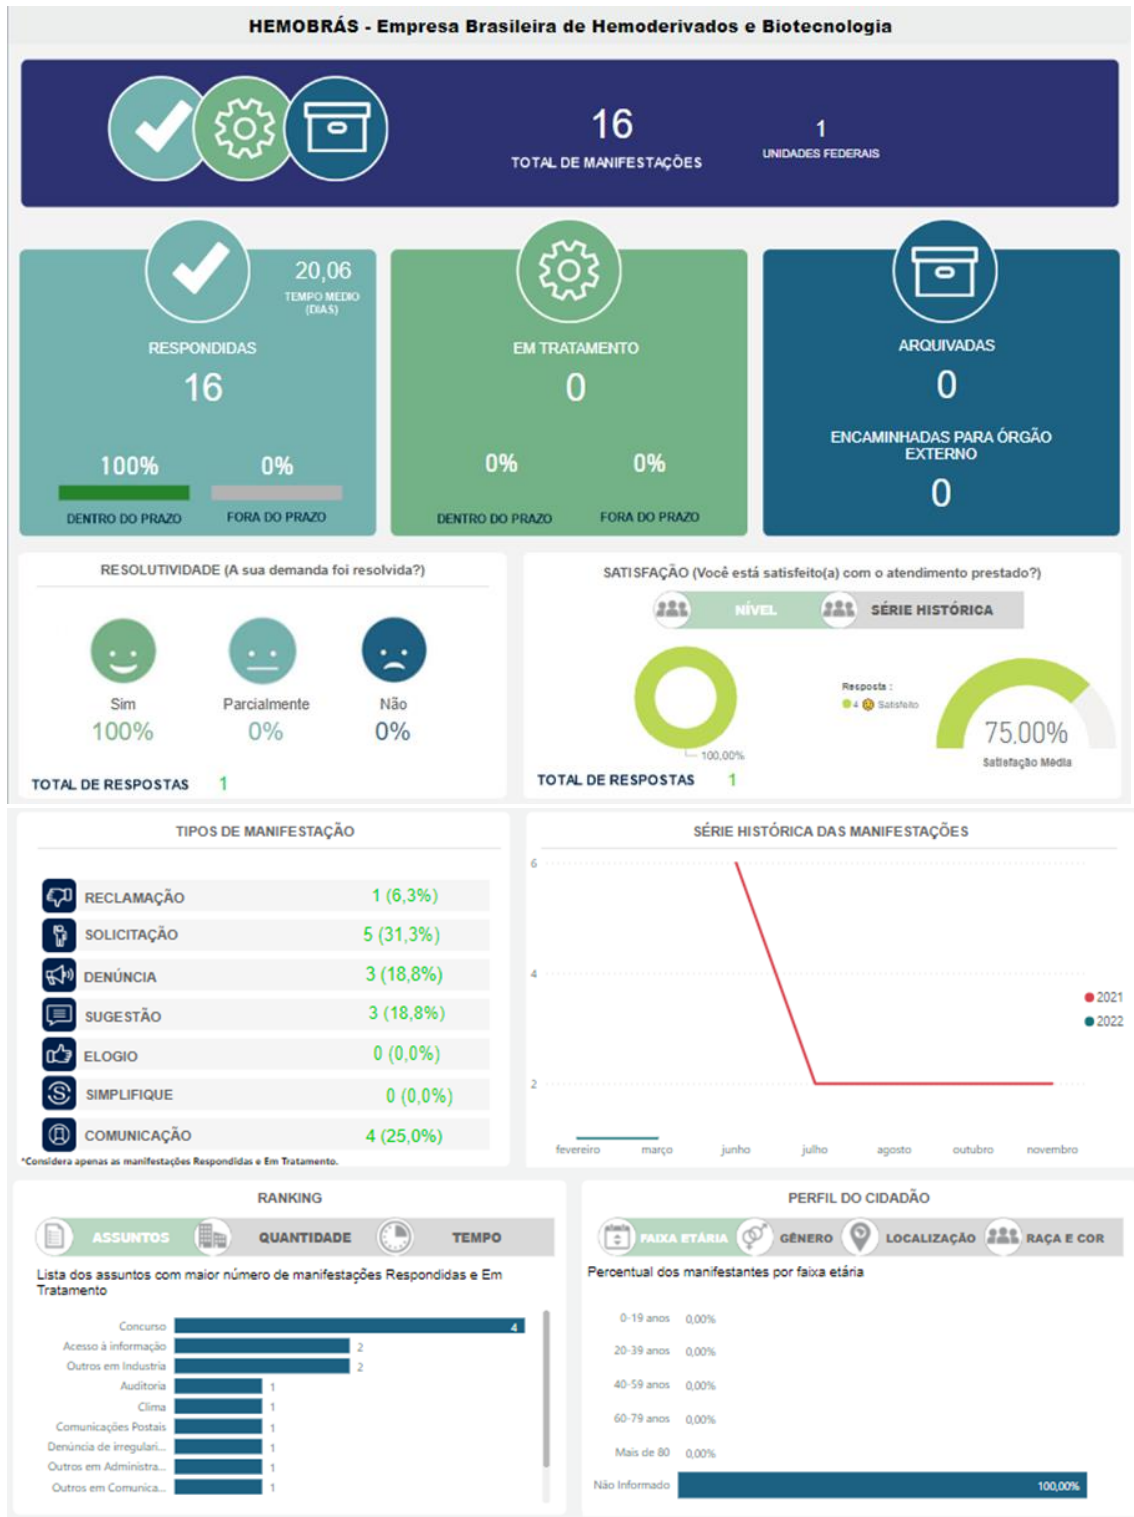 HEMOBRÁS - Empresa Brasileira de Hemoderivados e Biotecnologia
16
TOTAL DE MANIFESTAÇÕES
1
UNIDADES FEDERAIS
20,06
TEMPO MEDIO
(DIAS)
RESPONDIDAS
16
100%
0%
DENTRO DO PRAZO
FORA DO PRAZO
EM TRATAMENTO
0
0%
0%
DENTRO DO PRAZO
FORA DO PRAZO
ARQUIVADAS
0
ENCAMINHADAS PARA ÓRGÃO
EXTERNO
0
RESOLUTIVIDADE (A sua demanda foi resolvida?)
Sim
Parcialmente
Não
100%
0%
0%
TOTAL DE RESPOSTAS 1
SATISFAÇÃO (Você está satisfeito(a) com o atendimento prestado?)
NÍVEL
SÉRIE HISTÓRICA
100,00%
Resposta :
4 Satisfeito
75,00%
Satisfação Média
TOTAL DE RESPOSTAS 1
TIPOS DE MANIFESTAÇÃO
RECLAMAÇÃO 1 (6,3%)
SOLICITAÇÃO 5 (31,3%)
DENÚNCIA 3 (18,8%)
SUGESTÃO 3 (18,8%)
ELOGIO 0 (0,0%)
SIMPLIFIQUE 0 (0,0%)
COMUNICAÇÃO 4 (25,0%)
*Considera apenas as manifestações Respondidas e Em Tratamento.
SÉRIE HISTÓRICA DAS MANIFESTAÇÕES
6
4
2
2021
2022
fevereiro março junho julho agosto outubro novembro
RANKING
ASSUNTOS
QUANTIDADE
TEMPO
Lista dos assuntos com maior número de manifestações Respondidas e Em
Tratamento
Concurso 4
Acesso à informação 2
Outros em Industria 2
Auditoria 1
Clima 1
Comunicações Postais 1
Denúncia de irregulari... 1
Outros em Administra... 1
Outros em Comunica... 1
PERFIL DO CIDADÃO
FAIXA ETÁRIA
GÊNERO
LOCALIZAÇÃO
RAÇA E COR
Percentual dos manifestantes por faixa etária
0-19 anos 0,00%
20-39 anos 0,00%
40-59 anos 0,00%
60-79 anos 0,00%
Mais de 80 0,00%
Não Informado 100,00%